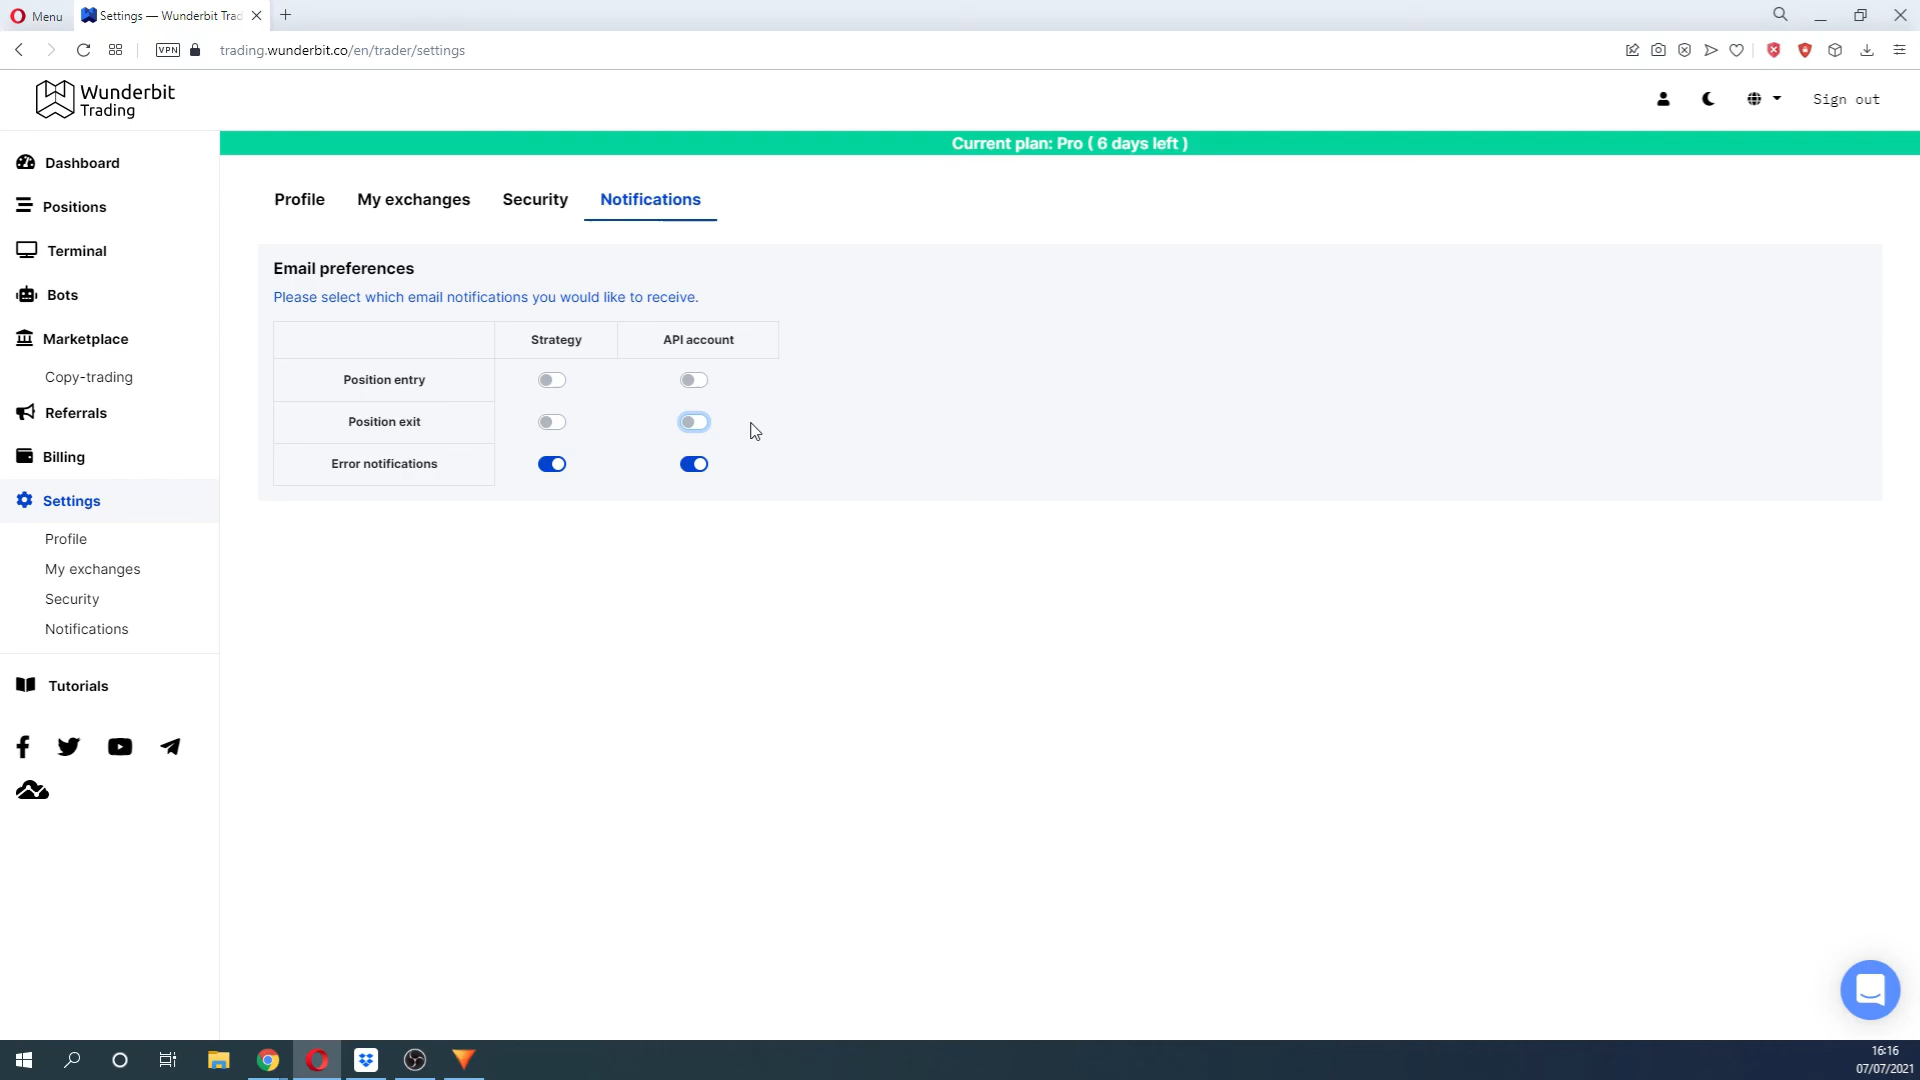 Menu
Settings — Wunderbit Trad
VPN
trading.wunderbit.co/en/trader/settings
Wunderbit
Trading
Sign out
Current plan: Pro ( 6 days left )
Dashboard
Positions
Terminal
Bots
Marketplace
Copy-trading
Referrals
Billing
Settings
Profile
My exchanges
Security
Notifications
Tutorials
Profile My exchanges Security Notifications
Email preferences
Please select which email notifications you would like to receive.
Strategy API account
Position entry
Position exit
Error notifications
16:16
07/07/2021